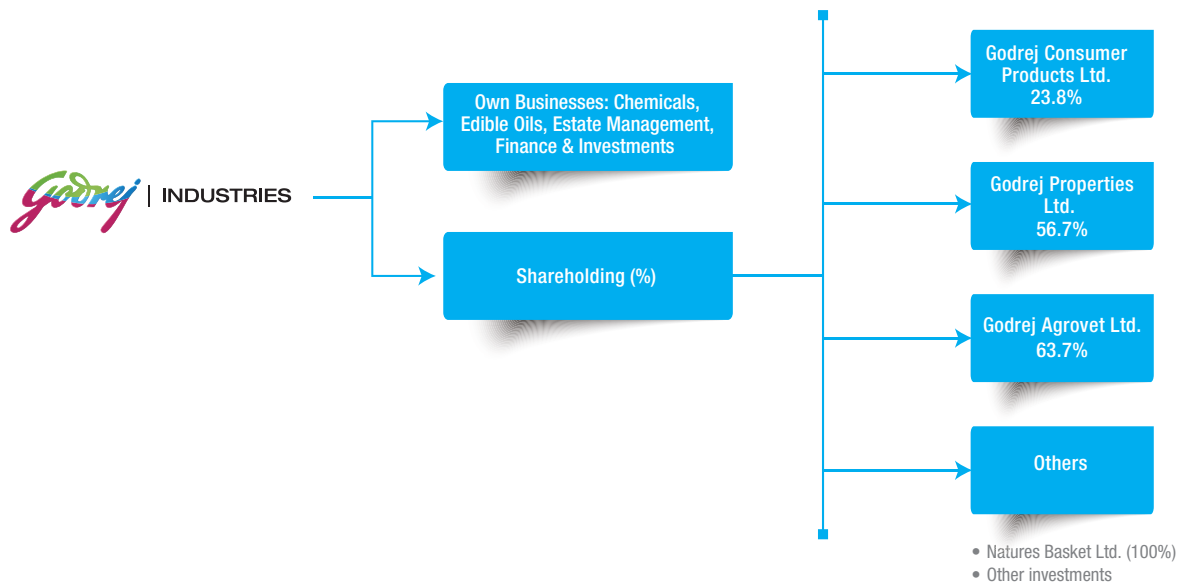 Godrej | INDUSTRIES
Own Businesses: Chemicals,
Edible Oils, Estate Management,
Finance & Investments
Shareholding (%)
Godrej Consumer
Products Ltd.
23.8%
Godrej Properties
Ltd.
56.7%
Godrej Agrovet Ltd.
63.7%
Others
• Natures Basket Ltd. (100%)
• Other investments